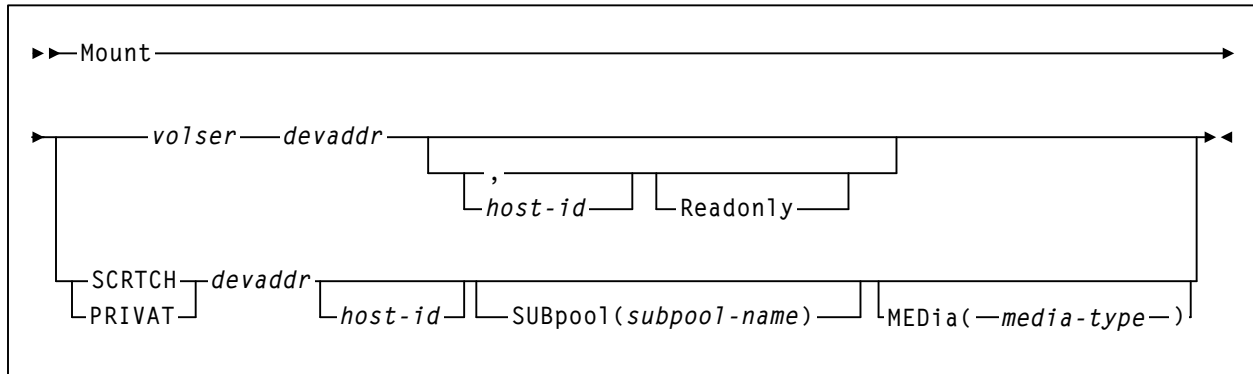 Mount
volser devaddr
,
host-id Readonly
SCRTCH devaddr
PRIVAT host-id SUBpool(subpool-name) MEDia(media-type)